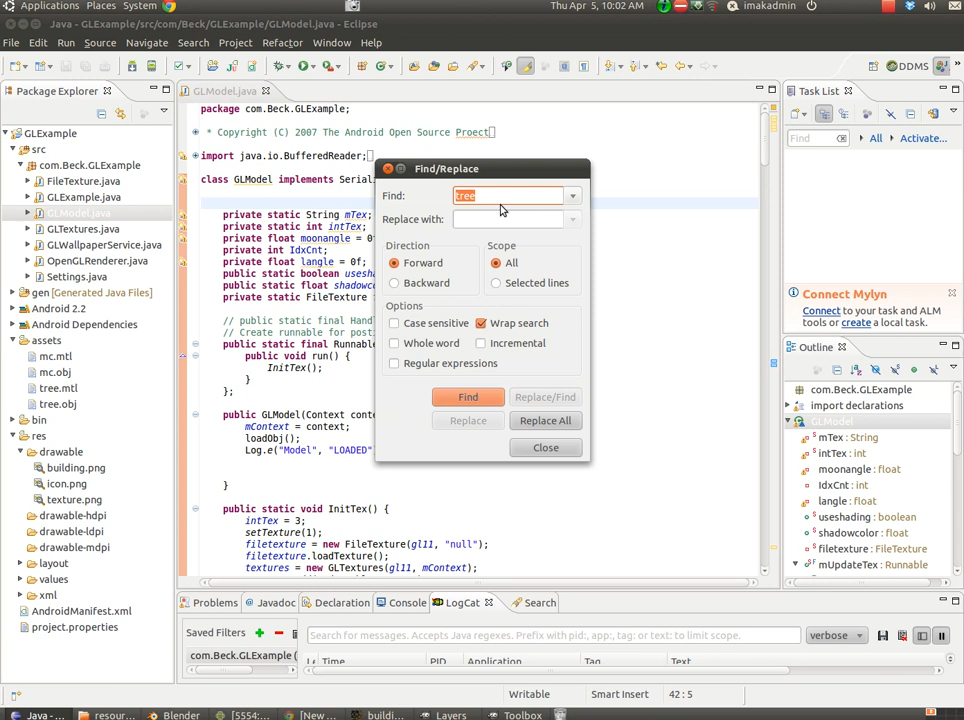 Applications Places System
Thu Apr 5, 10:02 AM
imakadmin
Java - GLExample/src/com/Beck/GLExample/GLModel.java - Eclipse
File Edit Run Source Navigate Search Project Refactor Window Help
DDMS
Package Explorer
GLExample
src
com.Beck.GLExample
FileTexture.java
GLExample.java
GLModel.java
GLTextures.java
GLWallpaperService.java
OpenGLRenderer.java
Settings.java
gen [Generated Java Files]
Android 2.2
Android Dependencies
assets
mc.mtl
mc.obj
tree.mtl
tree.obj
bin
res
drawable
building.png
icon.png
texture.png
drawable-hdpi
drawable-ldpi
drawable-mdpi
layout
values
xml
AndroidManifest.xml
project.properties
GLModel.java
package com.Beck.GLExample;
* Copyright (C) 2007 The Android Open Source Proect
import java.io.BufferedReader;
class GLModel implements Serial
private static String mTex;
private static int intTex;
private float moonangle = 0f
private int IdxCnt;
private float langle = 0f;
public static boolean usesha
public static float shadowco
private static FileTexture
// public static final Hand
// Create runnable for posti
public static final Runnable
public void run() {
InitTex();
}
};
public GLModel(Context conte
mContext = context;
loadObj();
Log.e("Model", "LOADED"
}
public static void InitTex() {
intTex = 3;
setTexture(1);
filetexture = new FileTexture(gl11, "null");
filetexture.loadTexture();
textures = new GLTextures(gl11, mContext);
Find/Replace
Find: tree
Replace with:
Direction
Forward
Backward
Scope
All
Selected lines
Options
Case sensitive
Wrap search
Whole word
Incremental
Regular expressions
Find
Replace/Find
Replace
Replace All
Close
Task List
Find
All
Activate...
Connect Mylyn
Connect to your task and ALM
tools or create a local task.
Outline
com.Beck.GLExample
import declarations
GLModel
mTex : String
intTex : int
moonangle : float
IdxCnt : int
langle : float
useshading : boolean
shadowcolor : float
filetexture : FileTexture
mUpdateTex : Runnable
Problems
@ Javadoc
Declaration
Console
LogCat
Search
Saved Filters
com.Beck.GLExample (
Search for messages. Accepts Java regexes. Prefix with pid:, app:, tag: or text: to limit scope.
verbose
Time
PID
Application
Tag
Text
Writable
Smart Insert
42 : 5
Java - ...
resour...
Blender
[5554:...
[New ...
buildi...
Layers
Toolbox